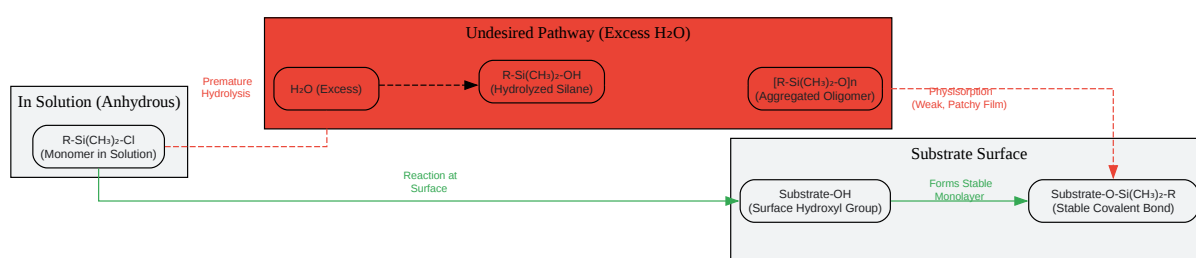 Undesired Pathway (Excess H₂O)
H₂O (Excess)
R-Si(CH₃)₂-OH
(Hydrolyzed Silane)
[R-Si(CH₃)₂-O]n
(Aggregated Oligomer)
Premature
Hydrolysis
Physisorption
(Weak, Patchy Film)
In Solution (Anhydrous)
R-Si(CH₃)₂-Cl
(Monomer in Solution)
Reaction at
Surface
Substrate Surface
Substrate-OH
(Surface Hydroxyl Group)
Forms Stable
Monolayer
Substrate-O-Si(CH₃)₂-R
(Stable Covalent Bond)